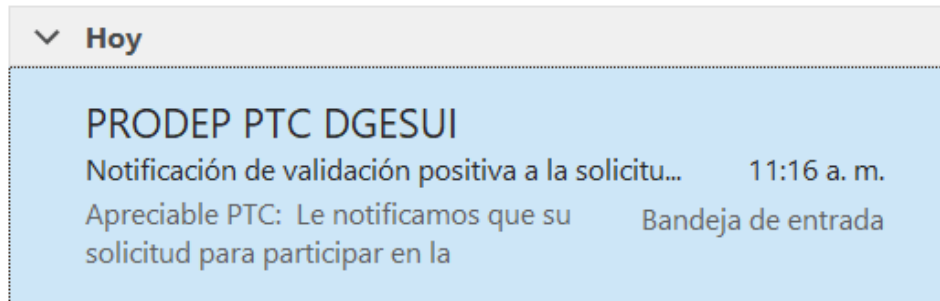 Hoy
PRODEP PTC DGESUI
Notificación de validación positiva a la solicitu... 11:16 a. m.
Apreciable PTC: Le notificamos que su Bandeja de entrada
solicitud para participar en la